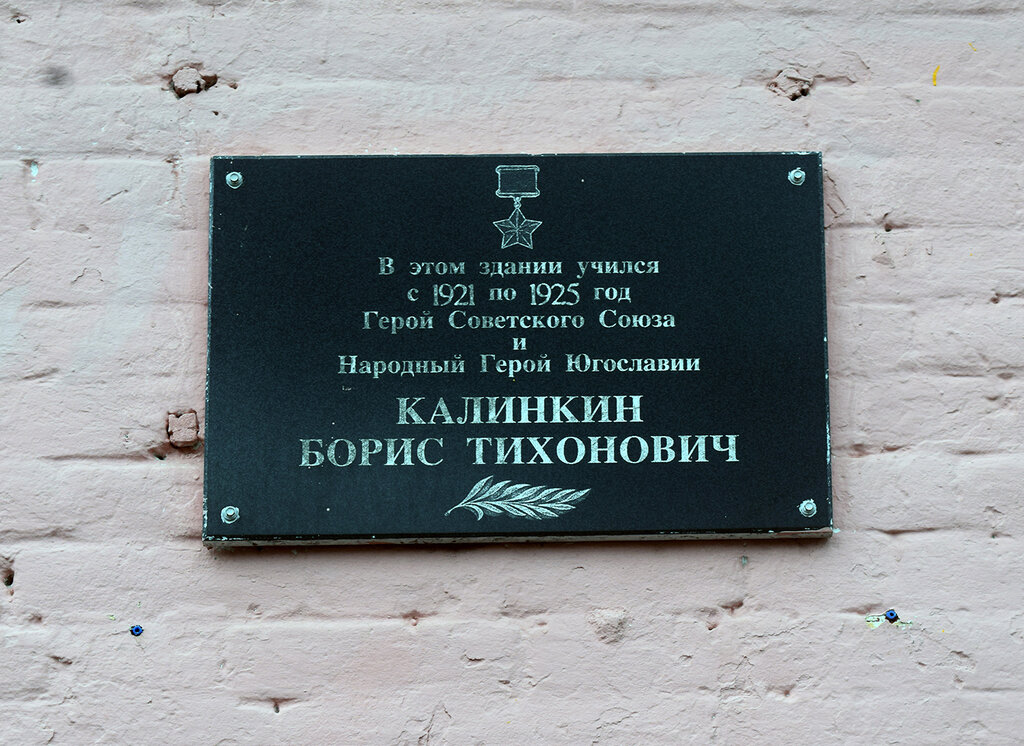 В этом здании учился
с 1921 по 1925 год
Герой Советского Союза
и
Народный Герой Югославии
КАЛИНКИН
БОРИС ТИХОНОВИЧ